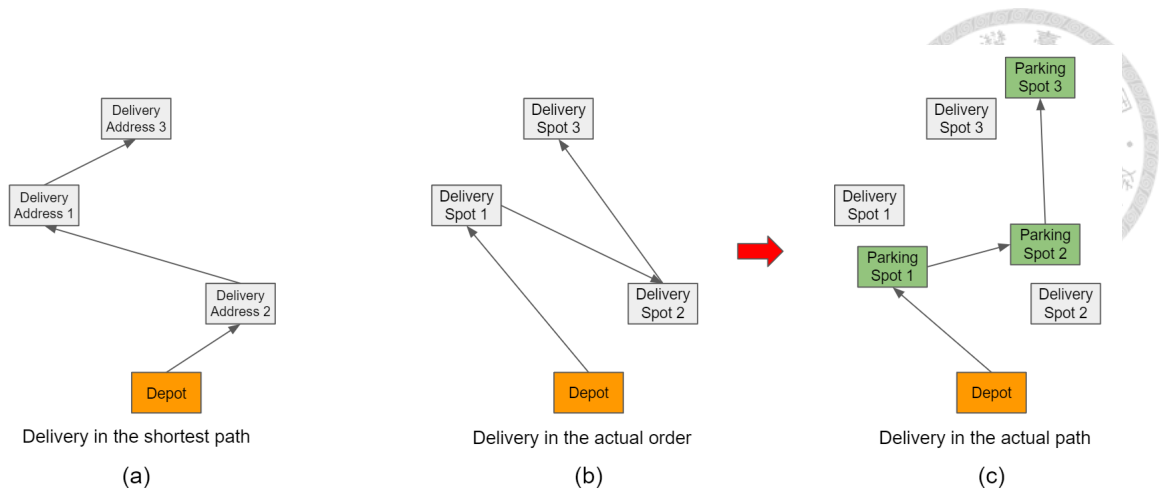 Delivery
Address 3
Delivery
Address 1
Delivery
Address 2
Depot
Delivery in the shortest path
(a)
Delivery
Spot 3
Delivery
Spot 1
Delivery
Spot 2
Depot
Delivery in the actual order
(b)
Parking
Spot 3
Delivery
Spot 3
Delivery
Spot 1
Parking
Spot 2
Parking
Spot 1
Delivery
Spot 2
Depot
Delivery in the actual path
(c)